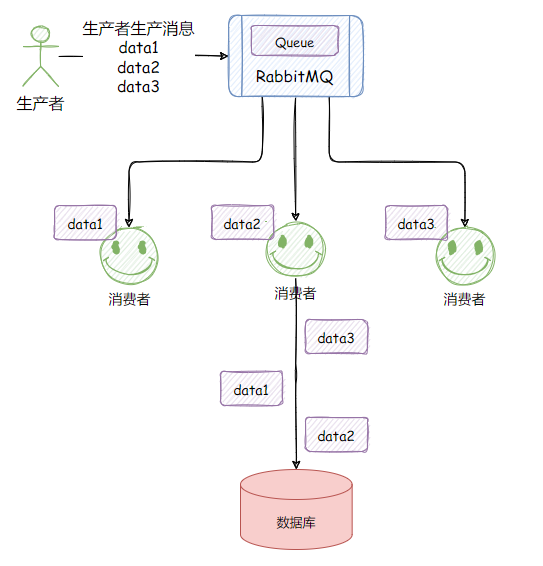 生产者生产消息
data1
data2
data3
生产者
Queue
RabbitMQ
data1
data2
data3
消费者
消费者
消费者
data3
data1
data2
数据库